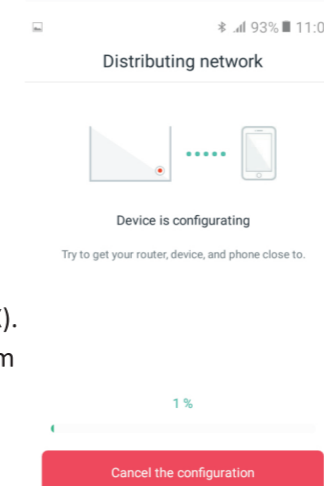 93% 11:0
Distributing network
Device is configurating
Try to get your router, device, and phone close to.
).
m
1 %
Cancel the configuration